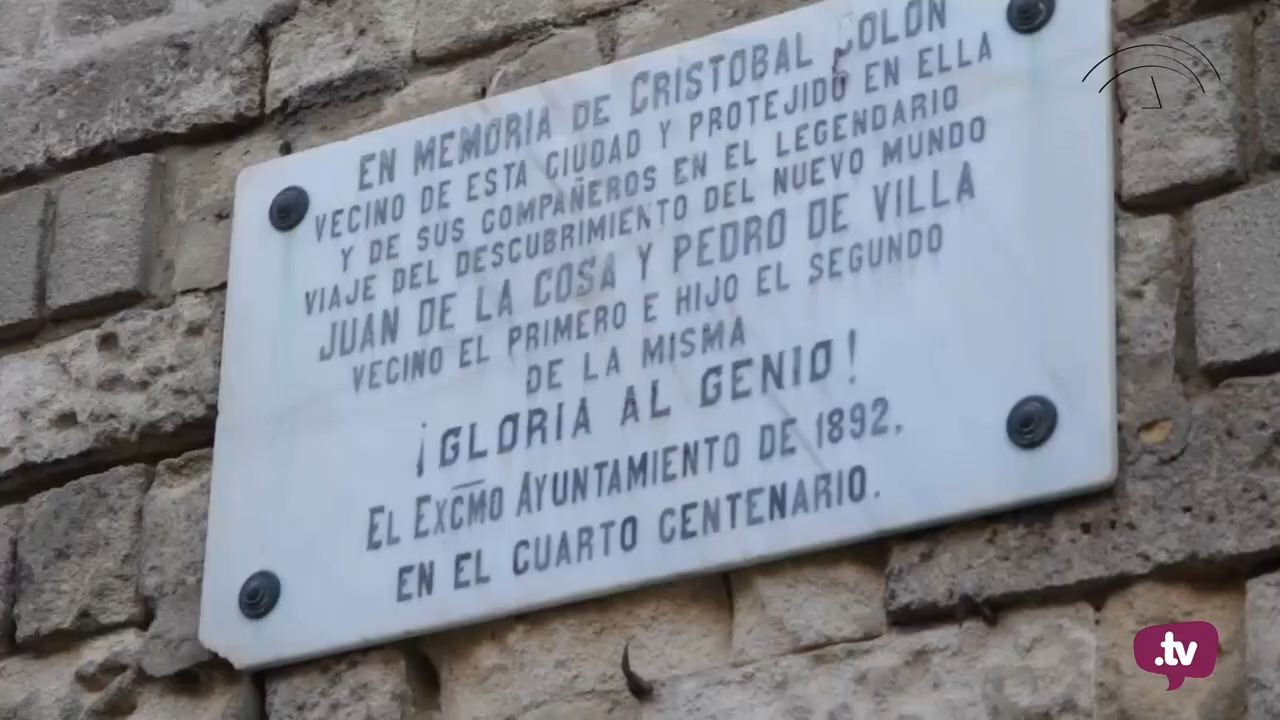 EN MEMORIA DE CRISTOBAL COLON
VECINO DE ESTA CIUDAD Y PROTEJIDO EN ELLA
Y DE SUS COMPAÑEROS EN EL LEGENDARIO
VIAJE DEL DESCUBRIMIENTO DEL NUEVO MUNDO
JUAN DE LA COSA Y PEDRO DE VILLA
VECINO EL PRIMERO E HIJO EL SEGUNDO
DE LA MISMA
¡GLORIA AL GENIO!
EL EXCMO AYUNTAMIENTO DE 1892,
EN EL CUARTO CENTENARIO.
.tv